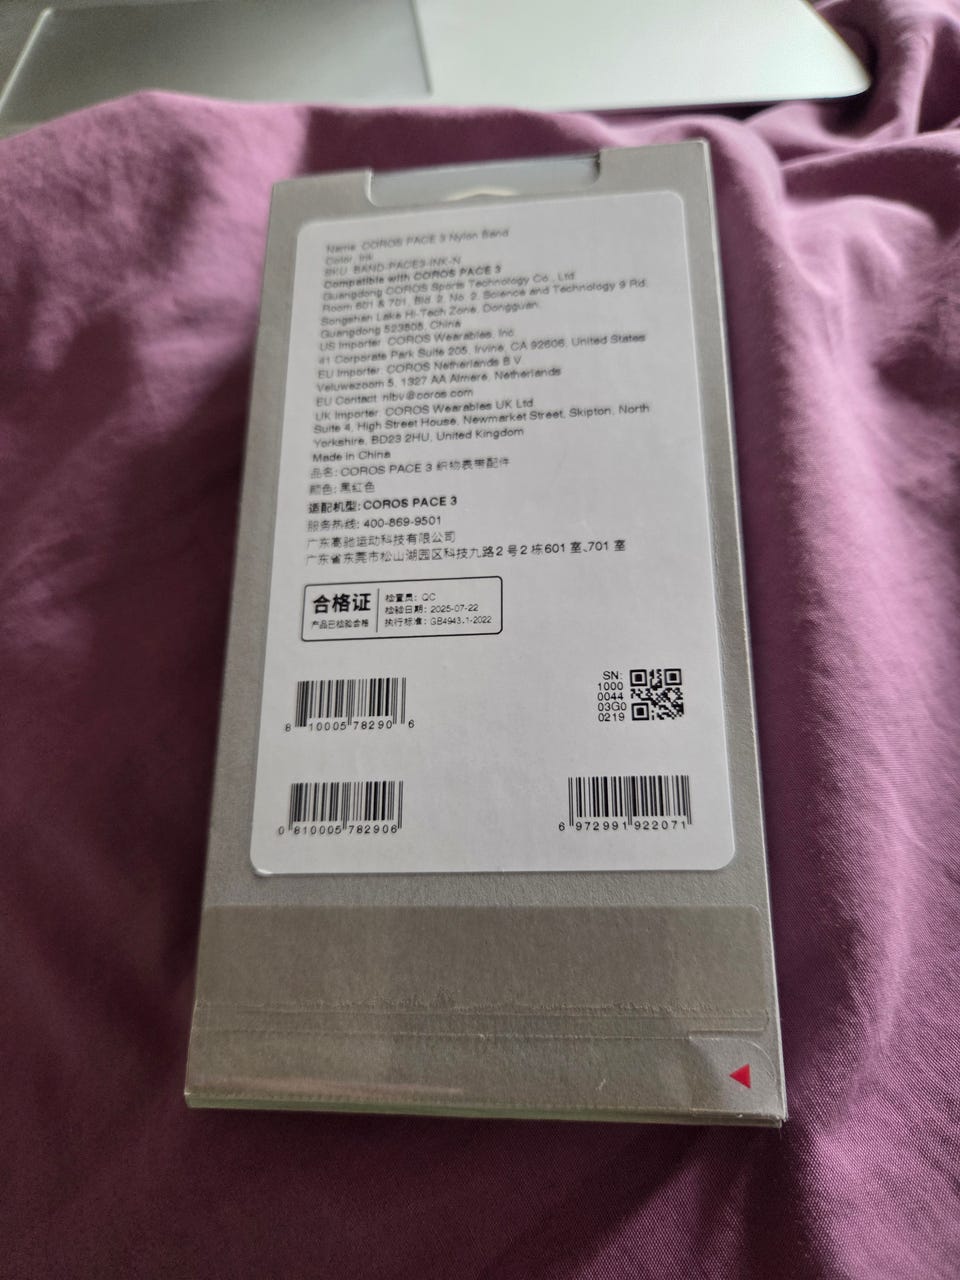 Name: COROS PACE 3 Nylon Band
Color: Ink
SKU: BAND-PACE3-INK-N
Compatible with COROS PACE 3
Guangdong COROS Sports Technology Co., Ltd
Room 601 & 701, Bld. 2, No. 2, Science and Technology 9 Rd.
Songshan Lake Hi-Tech Zone, Dongguan,
Guangdong 523808, China
US Importer: COROS Wearables, Inc.
41 Corporate Park Suite 205, Irvine, CA 92606, United States
EU Importer: COROS Netherlands B.V.
Veluwezoom 5, 1327 AA Almere, Netherlands
EU Contact: nlbv@coros.com
UK Importer: COROS Wearables UK Ltd.
Suite 4, High Street House, Newmarket Street, Skipton, North
Yorkshire, BD23 2HU, United Kingdom
Made in China
品名: COROS PACE 3 织物表带配件
颜色: 黑红色
适配机型: COROS PACE 3
服务热线: 400-869-9501
广东高驰运动科技有限公司
广东省东莞市松山湖园区科技九路2号2栋601室、701室
合格证
产品已检验合格
检查员: QC
检验日期: 2025-07-22
执行标准: GB4943.1-2022
SN:
1000
0044
03G0
0219
8 10005 78290 6
0 810005 782906
6 972991 922071